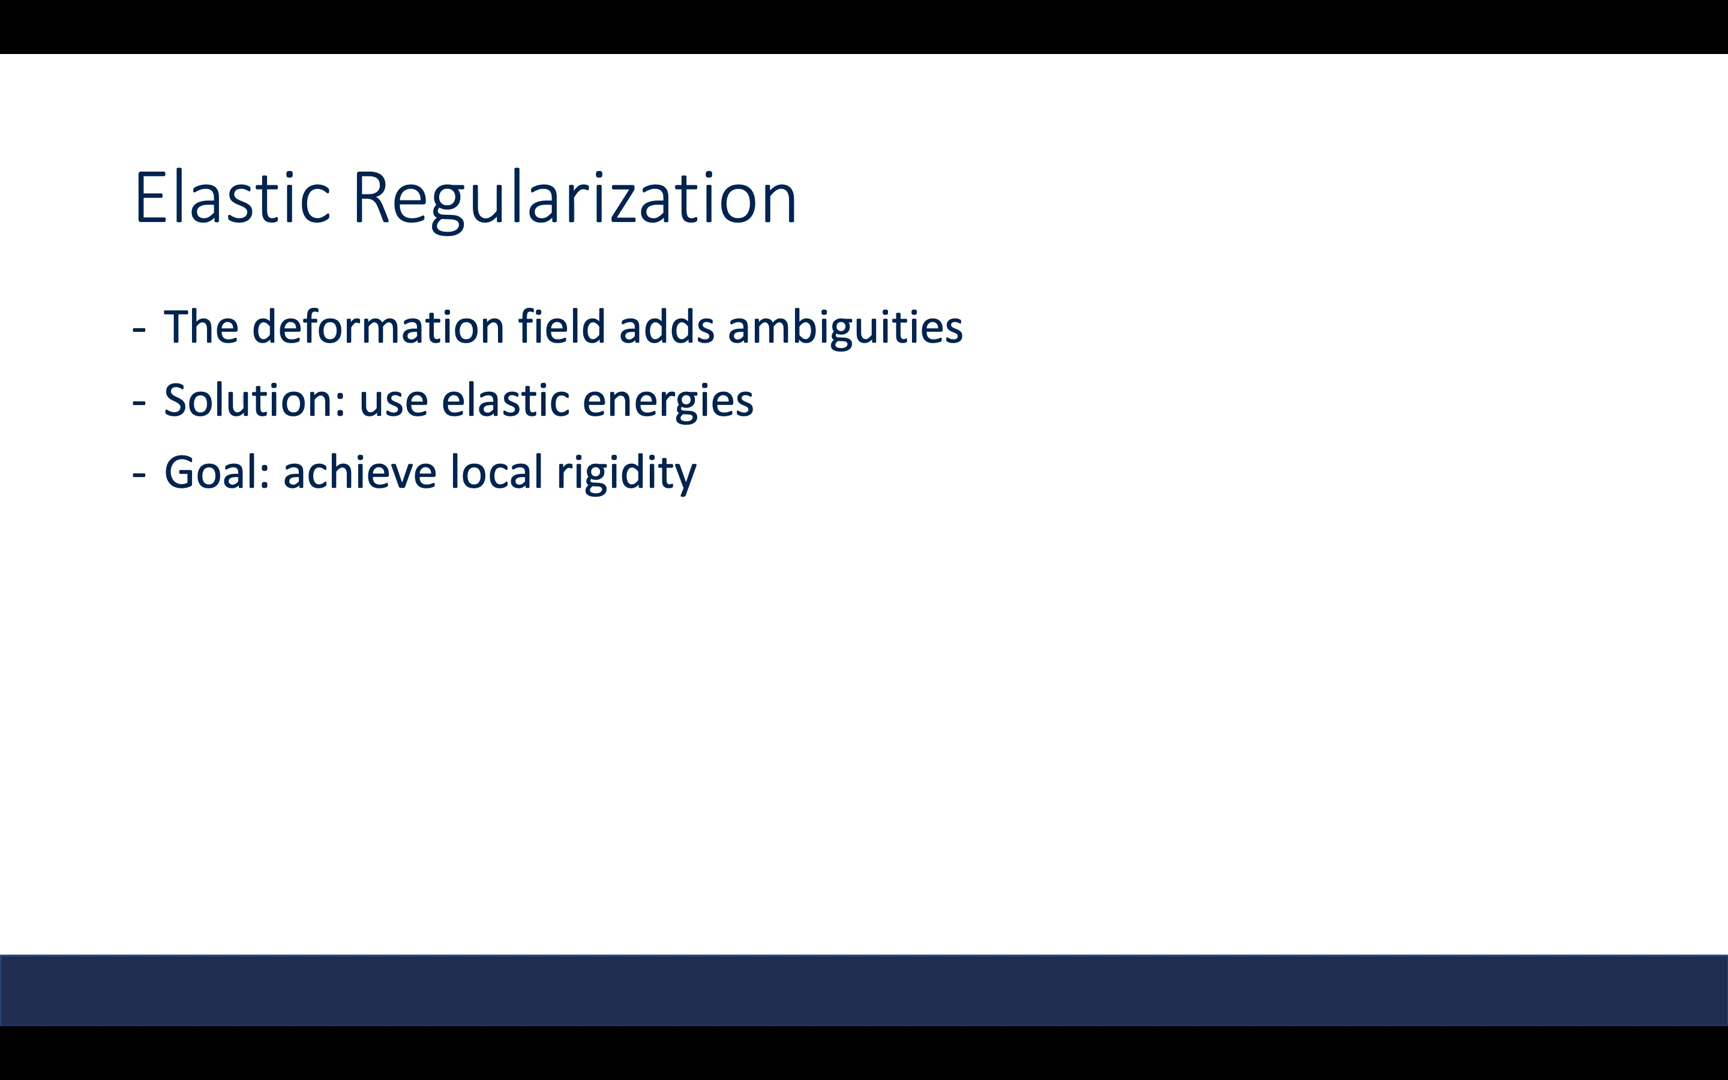 Elastic Regularization
- The deformation field adds ambiguities
- Solution: use elastic energies
- Goal: achieve local rigidity